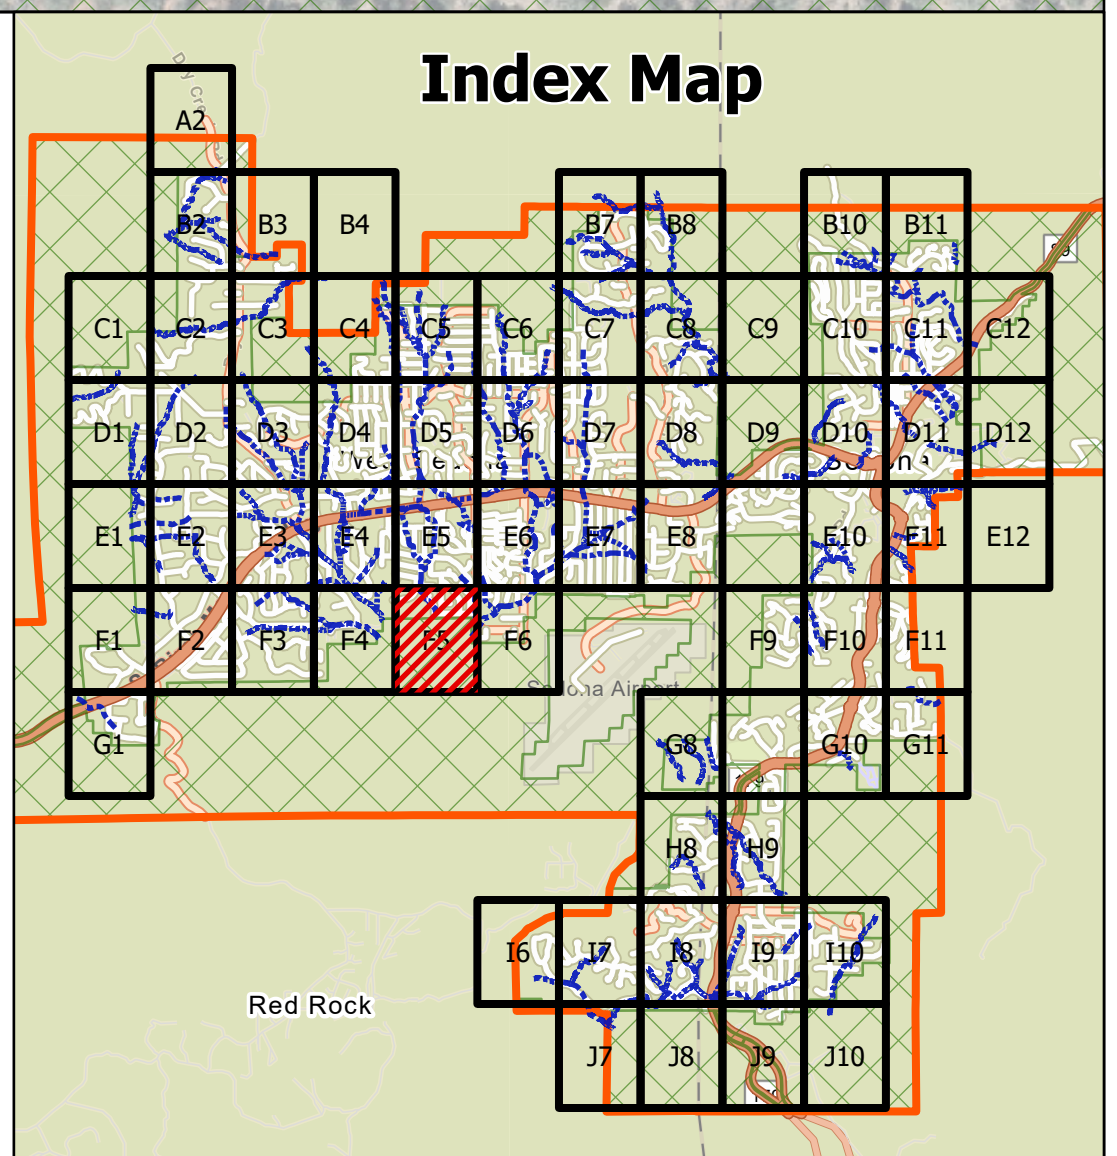 Index Map
A2
B2 B3 B4 B7 B8 B10 B11
89
C1 C2 C3 C4 C5 C6 C7 C8 C9 C10 C11 C12
D1 D2 D3 D4 D5 D6 D7 D8 D9 D10 D11 D12
E1 E2 E3 E4 E5 E6 E7 E8 E10 E11 E12
F1 F2 F3 F4 F5 F6 F9 F10 F11
Sedona Airport
G1 G8 G10 G11
H8 H9
I6 I7 I8 I9 I10
Red Rock
J7 J8 J9 J10